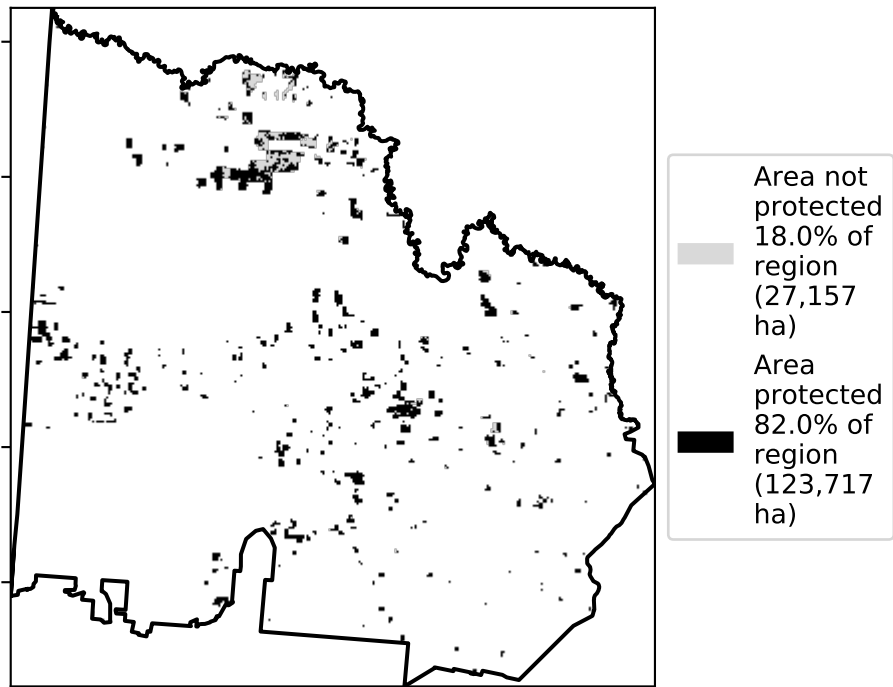 Area not
protected
18.0% of
region
(27,157
ha)
Area
protected
82.0% of
region
(123,717
ha)